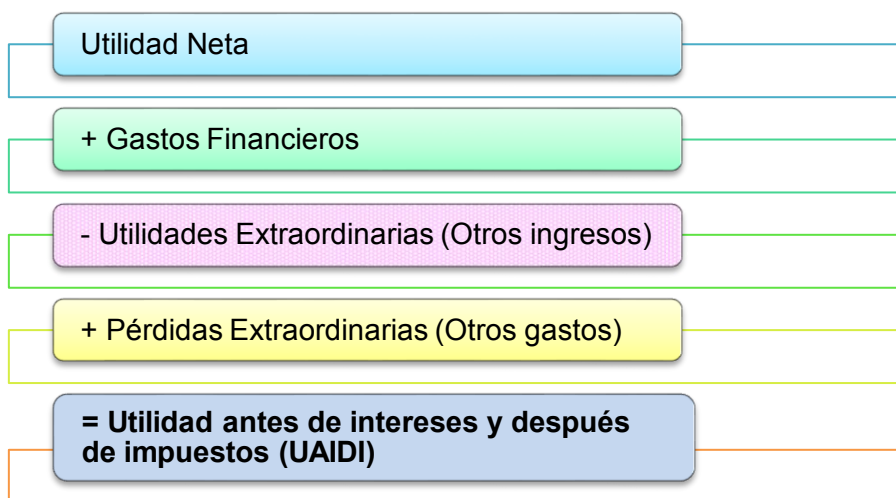 Utilidad Neta
+ Gastos Financieros
- Utilidades Extraordinarias (Otros ingresos)
+ Pérdidas Extraordinarias (Otros gastos)
= Utilidad antes de intereses y después
de impuestos (UAIDI)